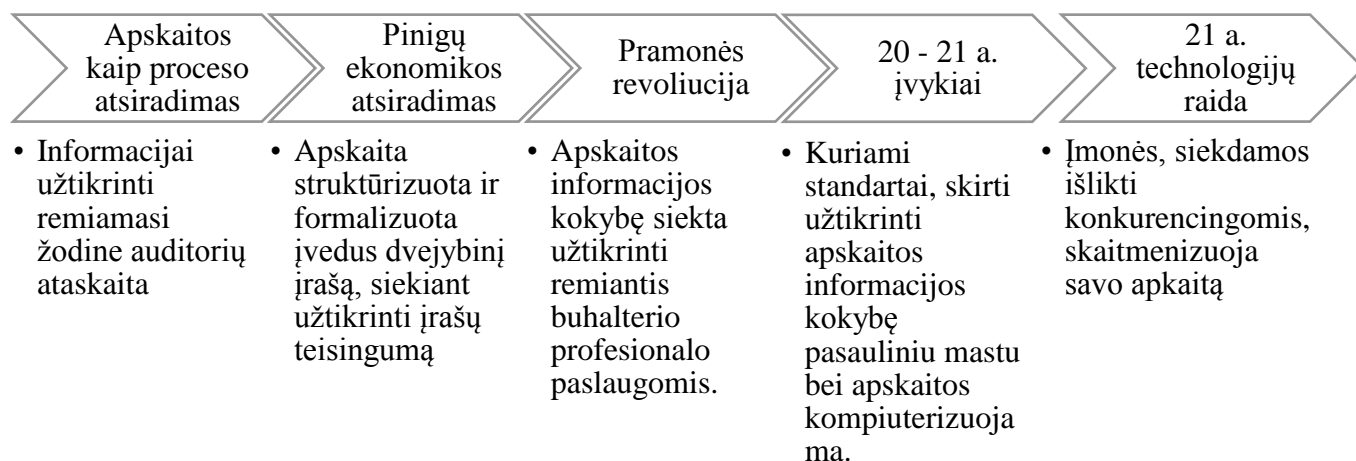 Apskaitos
kaip proceso
atsiradimas
Pinigų
ekonomikos
atsiradimas
Pramonės
revoliucija
20 - 21 a.
įvykiai
21 a.
technologijų
raida
• Informacijai
užtikrinti
remiamasi
žodine auditorių
ataskaita
• Apskaita
struktūrizuota ir
formalizuota
įvedus dvejybinį
įrašą, siekiant
užtikrinti įrašų
teisingumą
• Apskaitos
informacijos
kokybę siekta
užtikrinti
remiantis
buhalterio
profesionalo
paslaugomis.
• Kuriami
standartai, skirti
užtikrinti
apskaitos
informacijos
kokybę
pasauliniu mastu
bei apskaitos
kompiuterizuoja
ma.
• Įmonės, siekdamos
išlikti
konkurencingomis,
skaitmenizuoja
savo apkaitą